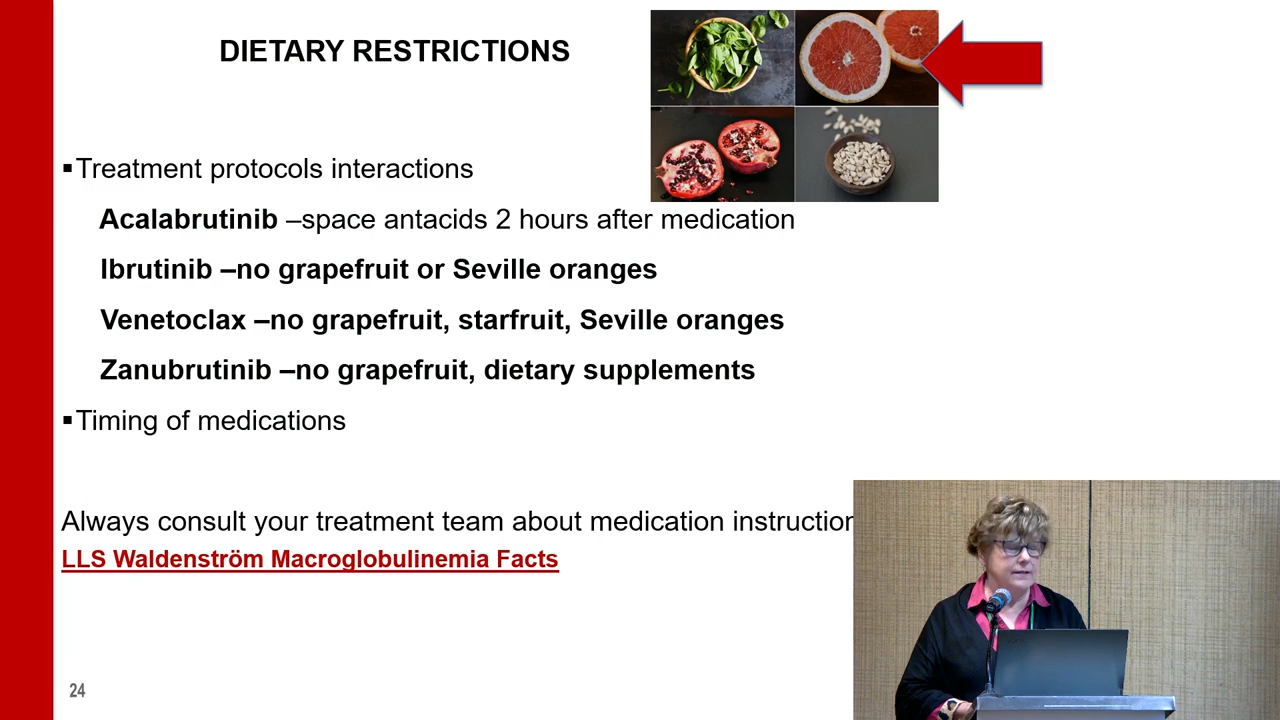 DIETARY RESTRICTIONS
▪Treatment protocols interactions
Acalabrutinib –space antacids 2 hours after medication
Ibrutinib –no grapefruit or Seville oranges
Venetoclax –no grapefruit, starfruit, Seville oranges
Zanubrutinib –no grapefruit, dietary supplements
▪Timing of medications
Always consult your treatment team about medication instruction
LLS Waldenström Macroglobulinemia Facts
24